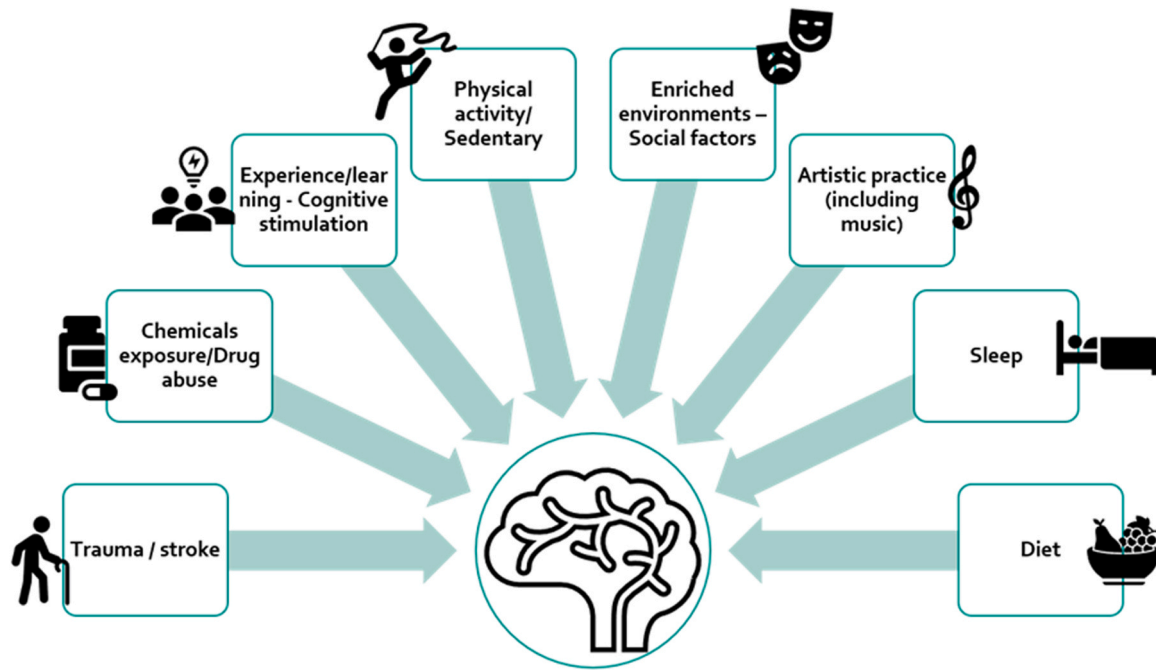 Physical
activity/
Sedentary
Enriched
environments –
Social factors
Experience/lear
ning - Cognitive
stimulation
Artistic practice
(including
music)
Chemicals
exposure/Drug
abuse
Sleep
Trauma / stroke
Diet